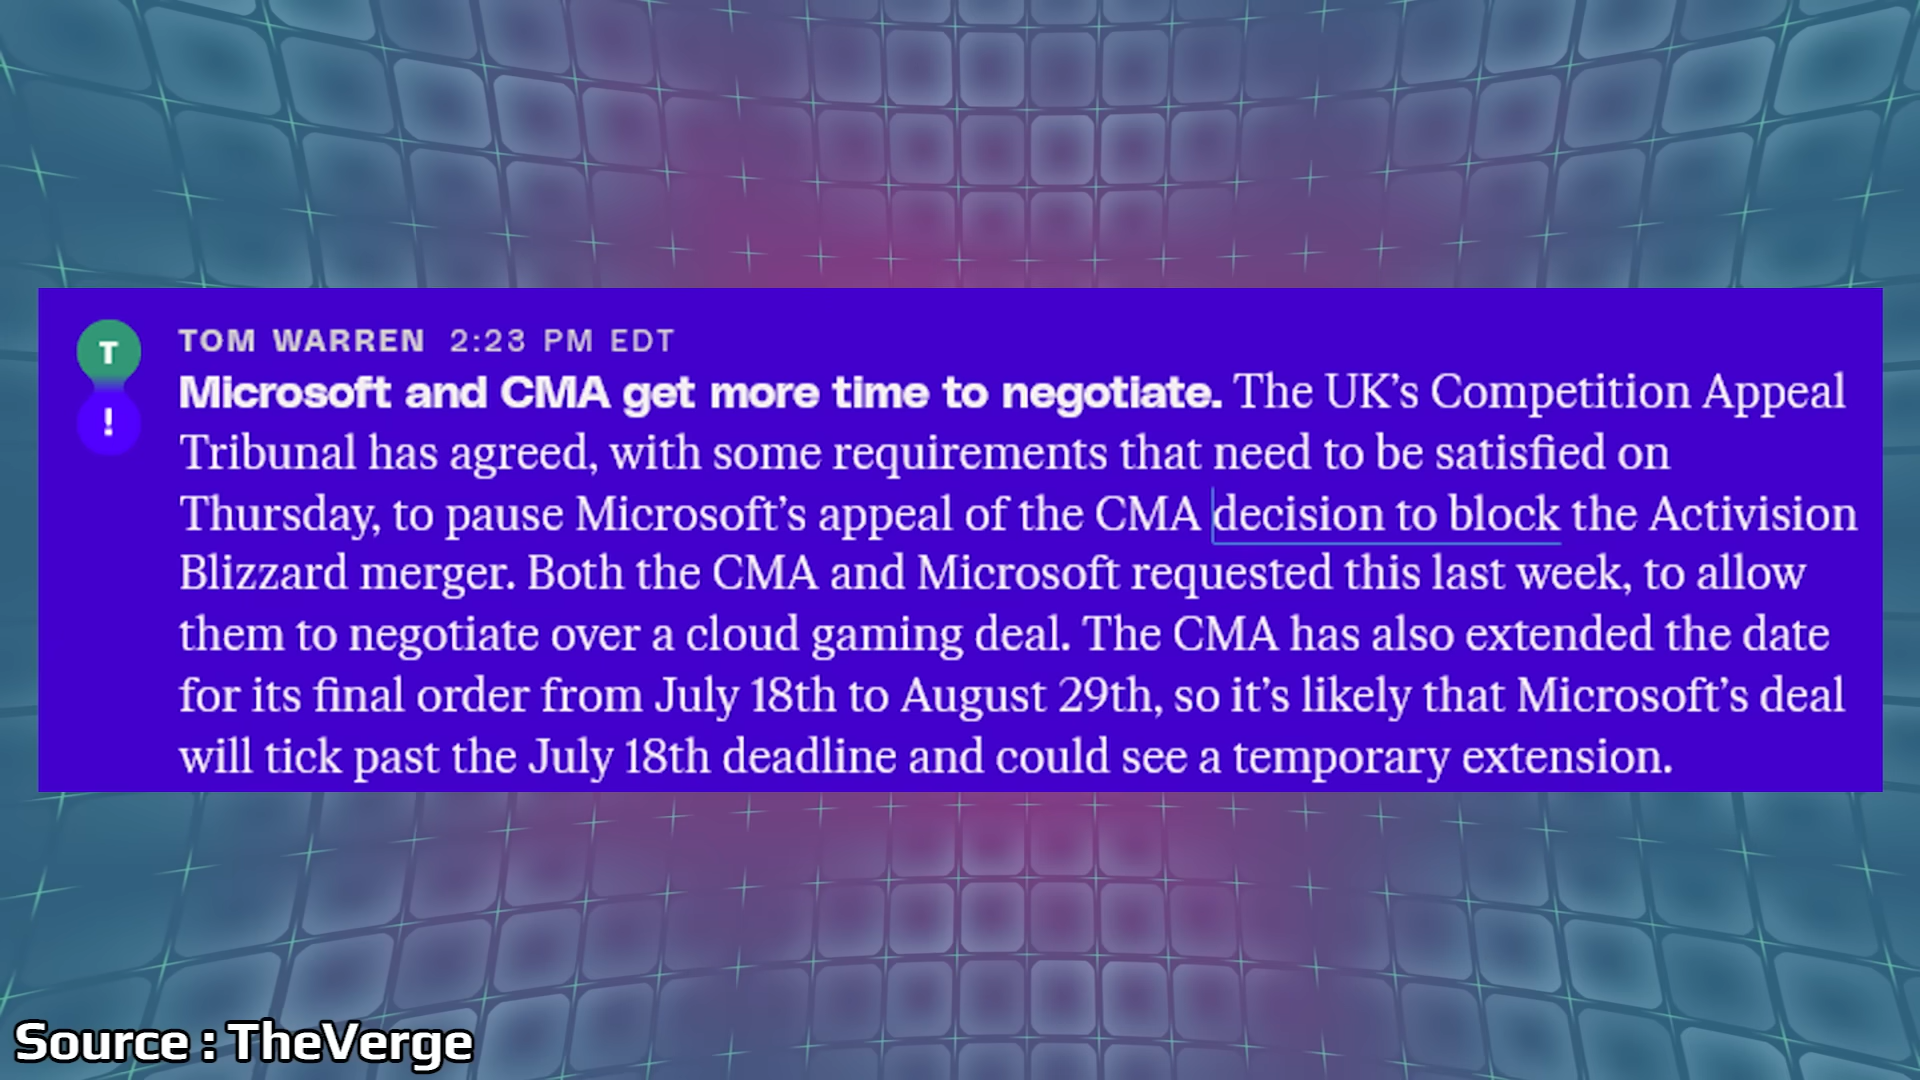 T
!
TOM WARREN 2:23 PM EDT
Microsoft and CMA get more time to negotiate. The UK’s Competition Appeal
Tribunal has agreed, with some requirements that need to be satisfied on
Thursday, to pause Microsoft’s appeal of the CMA decision to block the Activision
Blizzard merger. Both the CMA and Microsoft requested this last week, to allow
them to negotiate over a cloud gaming deal. The CMA has also extended the date
for its final order from July 18th to August 29th, so it’s likely that Microsoft’s deal
will tick past the July 18th deadline and could see a temporary extension.
Source : TheVerge